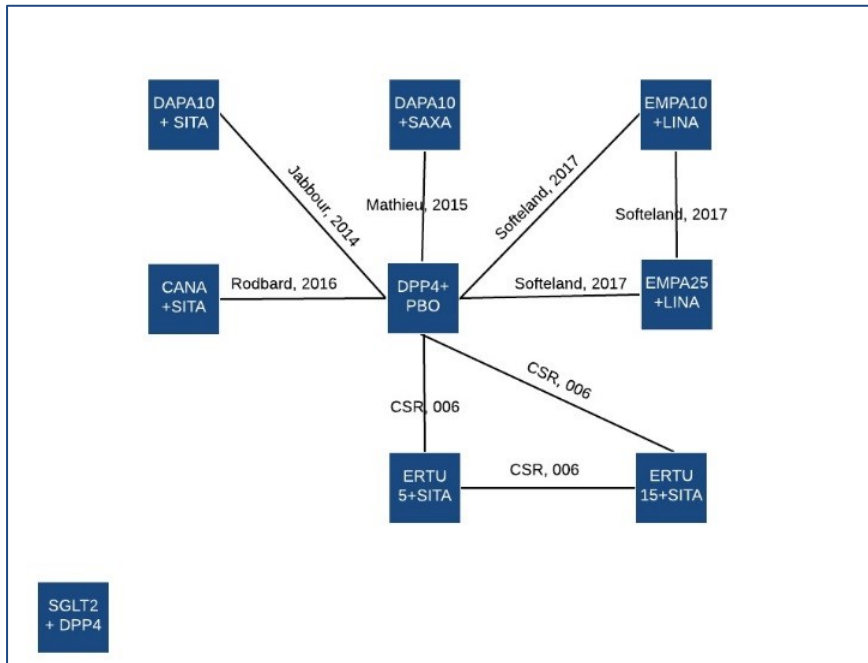 DAPA10
+ SITA
DAPA10
+SAXA
EMPA10
+LINA
Jabbour, 2014
Mathieu, 2015
Softeland, 2017
Softeland, 2017
CANA
+SITA
Rodbard, 2016
DPP4+
PBO
Softeland, 2017
EMPA25
+LINA
CSR, 006
CSR, 006
ERTU
5+SITA
CSR, 006
ERTU
15+SITA
SGLT2
+ DPP4